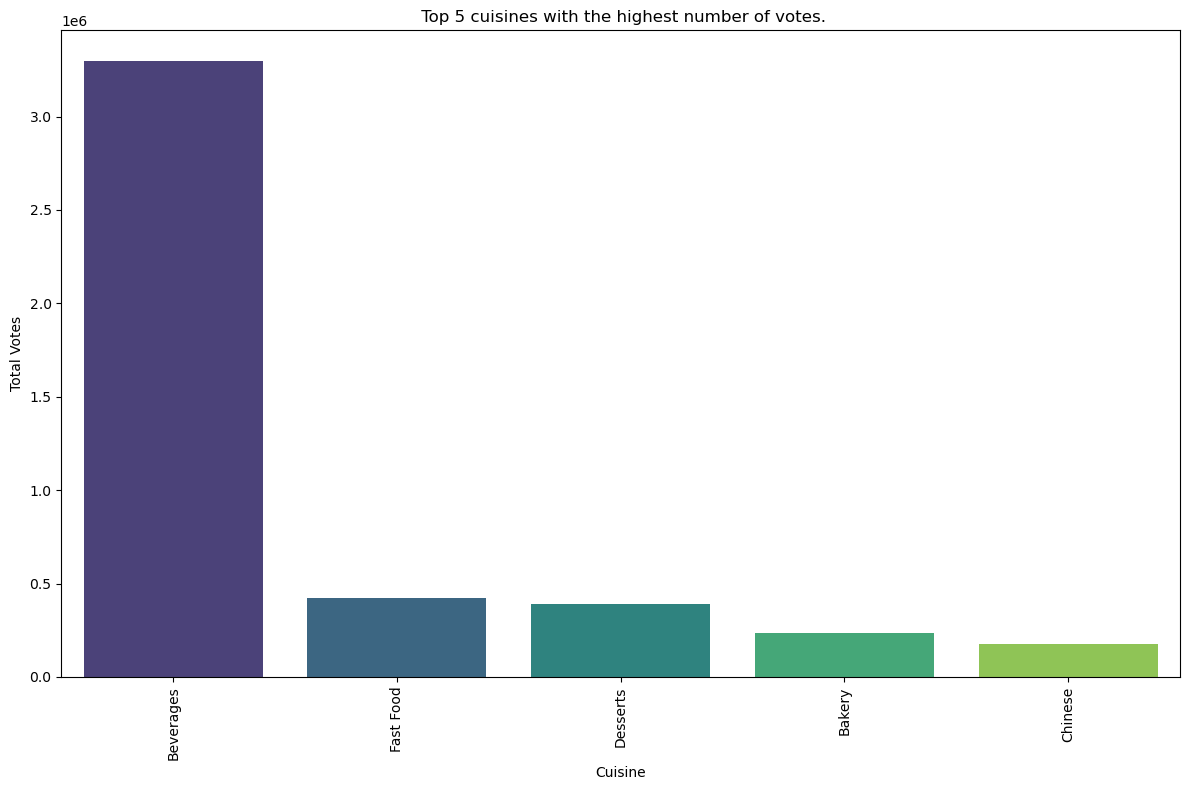 Top 5 cuisines with the highest number of votes.
1e6
3.0
2.5
2.0
1.5
1.0
0.5
0.0
Total Votes
Beverages
Fast Food
Desserts
Bakery
Chinese
Cuisine